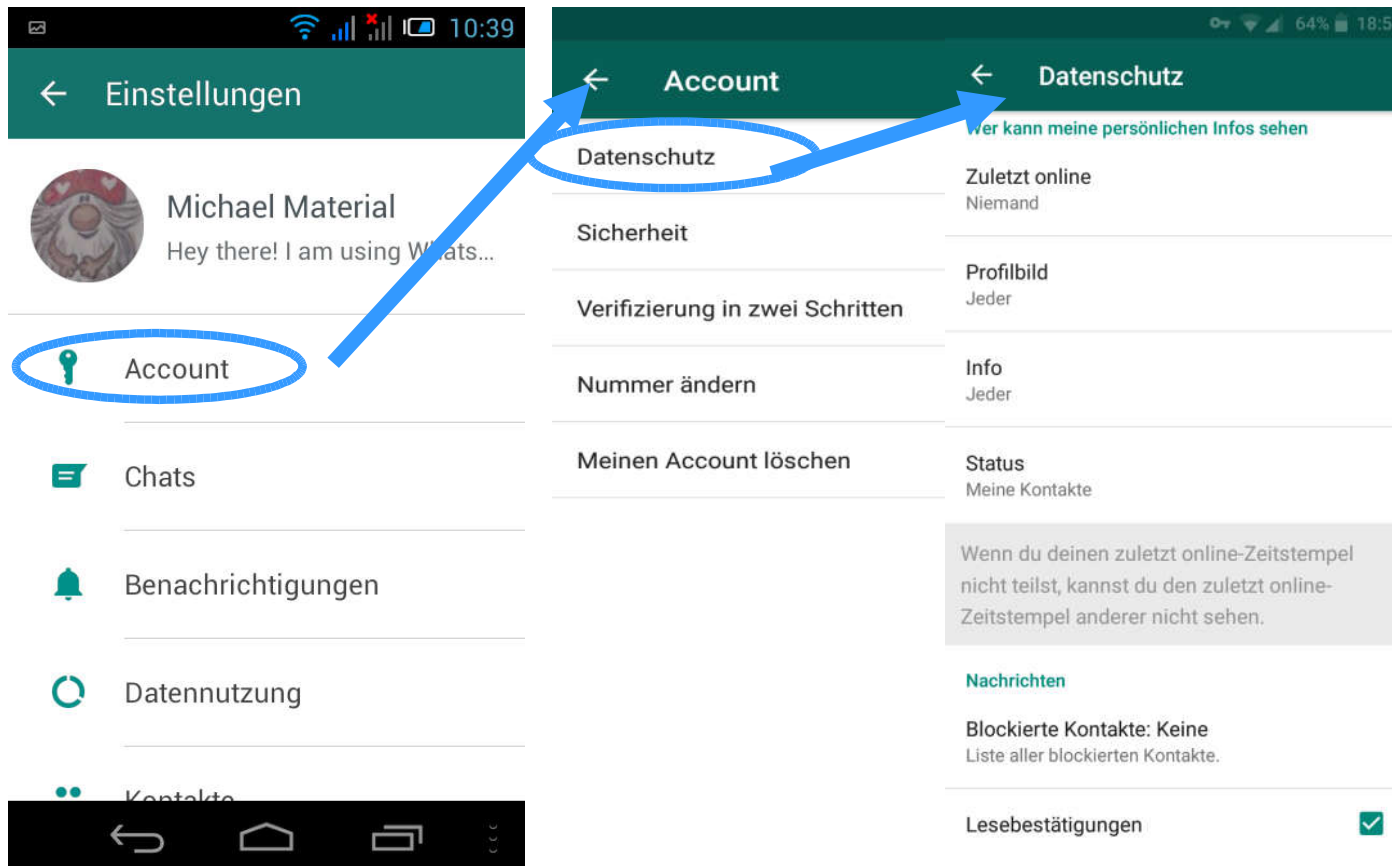 10:39
Einstellungen
Michael Material
Hey there! I am using Whats...
Account
Chats
Benachrichtigungen
Datennutzung
Kontakte
Account
Datenschutz
Sicherheit
Verifizierung in zwei Schritten
Nummer ändern
Meinen Account löschen
64% 18:5
Datenschutz
Wer kann meine persönlichen Infos sehen
Zuletzt online
Niemand
Profilbild
Jeder
Info
Jeder
Status
Meine Kontakte
Wenn du deinen zuletzt online-Zeitstempel
nicht teilst, kannst du den zuletzt online-
Zeitstempel anderer nicht sehen.
Nachrichten
Blockierte Kontakte: Keine
Liste aller blockierten Kontakte.
Lesebestätigungen